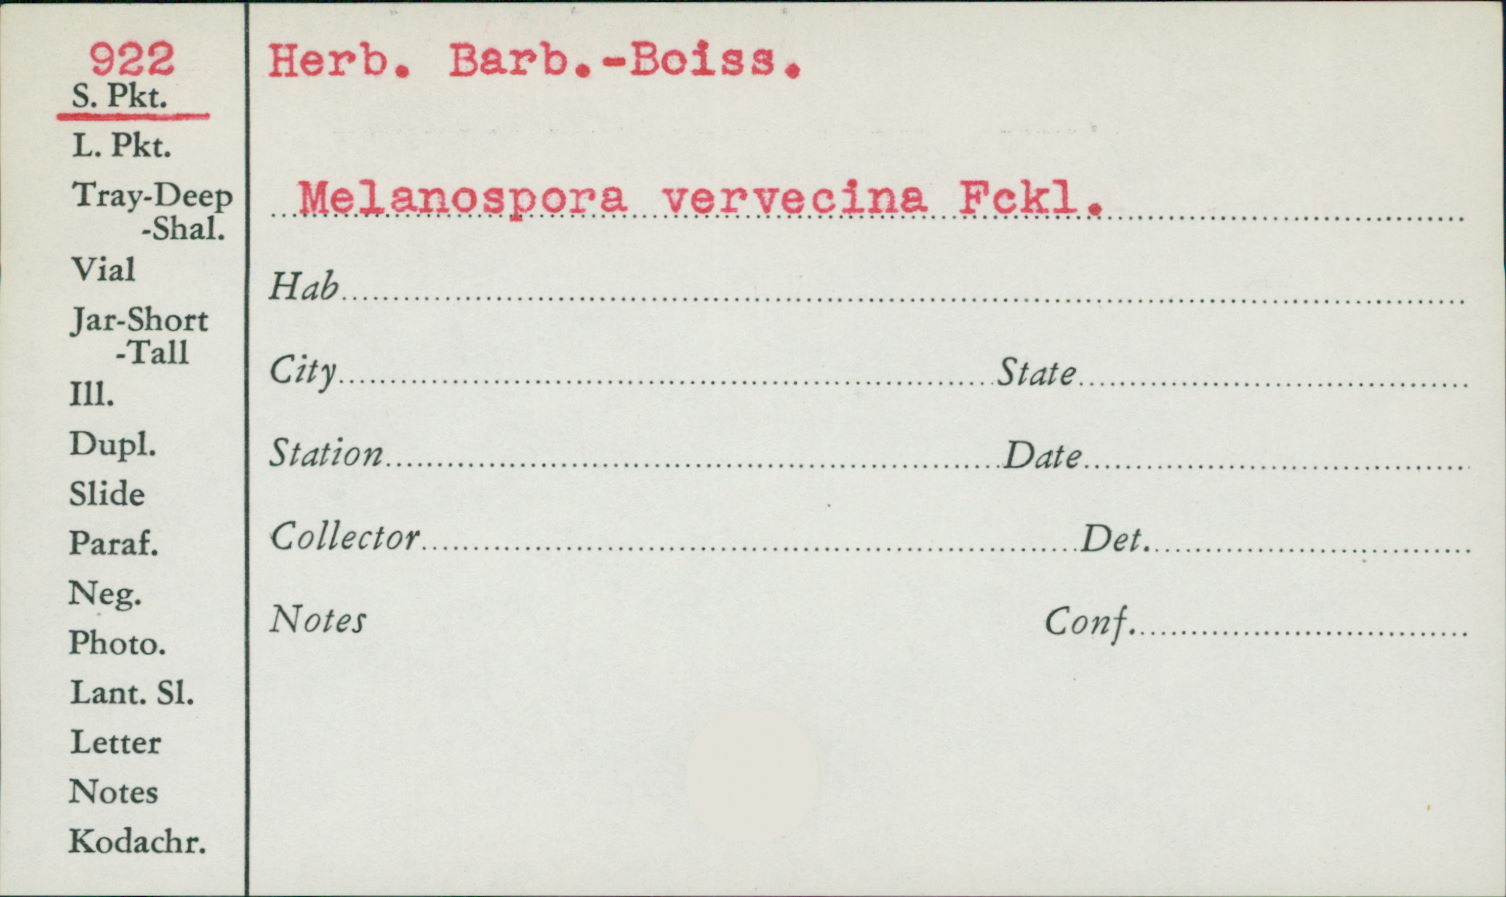 922
S. Pkt.
L. Pkt.
Tray-Deep
-Shal.
Vial
Jar-Short
-Tall
Ill.
Dupl.
Slide
Paraf.
Neg.
Photo.
Lant. Sl.
Letter
Notes
Kodachr.
Herb. Barb.-Boiss.
Melanospora vervecina Fckl.
Hab
City State
Station Date
Collector Det.
Notes Conf.